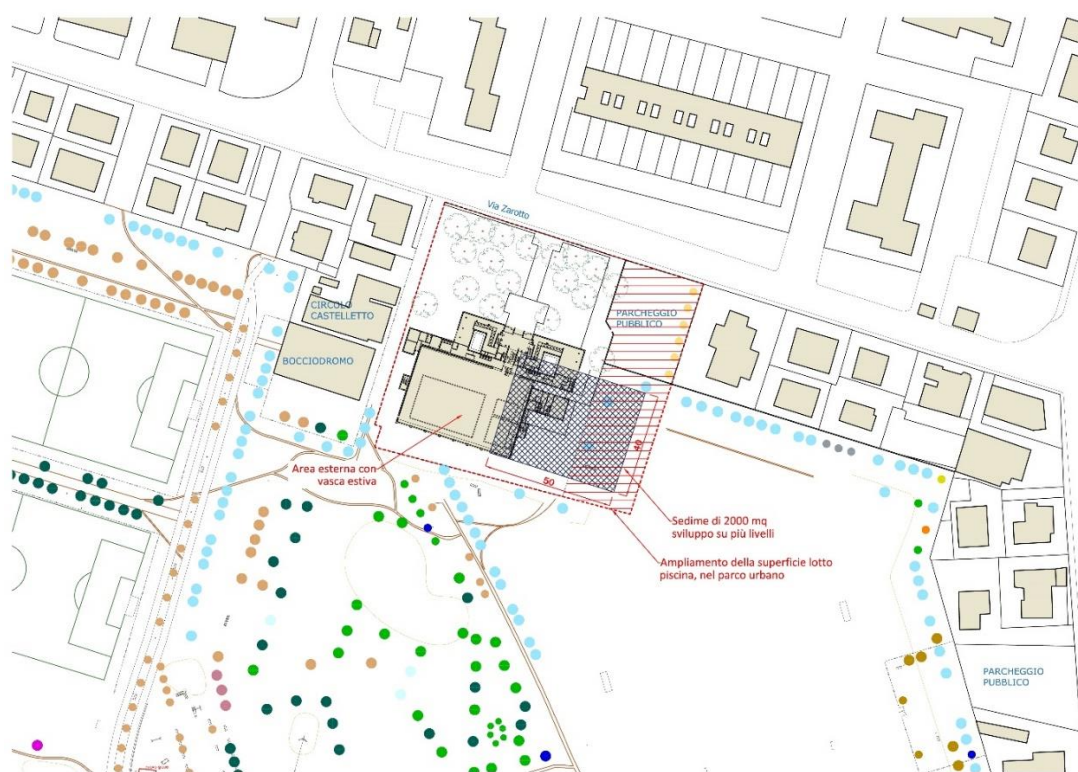 Via Zarotto
CIRCOLO
CASTELLETTO
PARCHEGGIO
PUBBLICO
BOCCIODROMO
Area esterna con
vasca estiva
50
40
Sedime di 2000 mq
sviluppo su più livelli
Ampliamento della superficie lotto
piscina, nel parco urbano
PARCHEGGIO
PUBBLICO